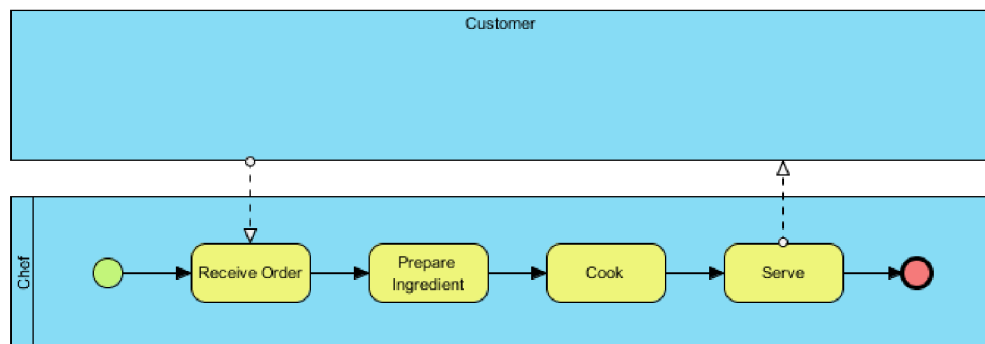 Customer
Chef
Receive Order
Prepare
Ingredient
Cook
Serve